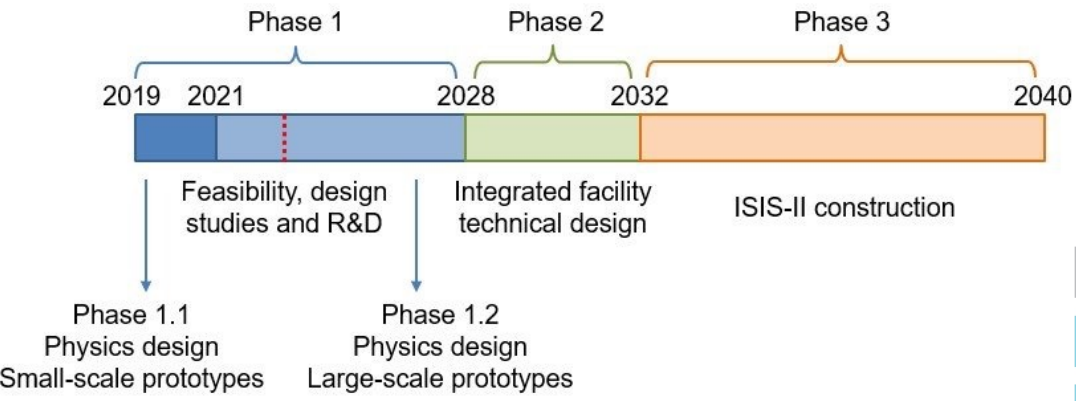 Phase 1
Phase 2
Phase 3
2019
2021
2028
2032
2040
Feasibility, design
studies and R&D
Integrated facility
technical design
ISIS-II construction
Phase 1.1
Physics design
Small-scale prototypes
Phase 1.2
Physics design
Large-scale prototypes